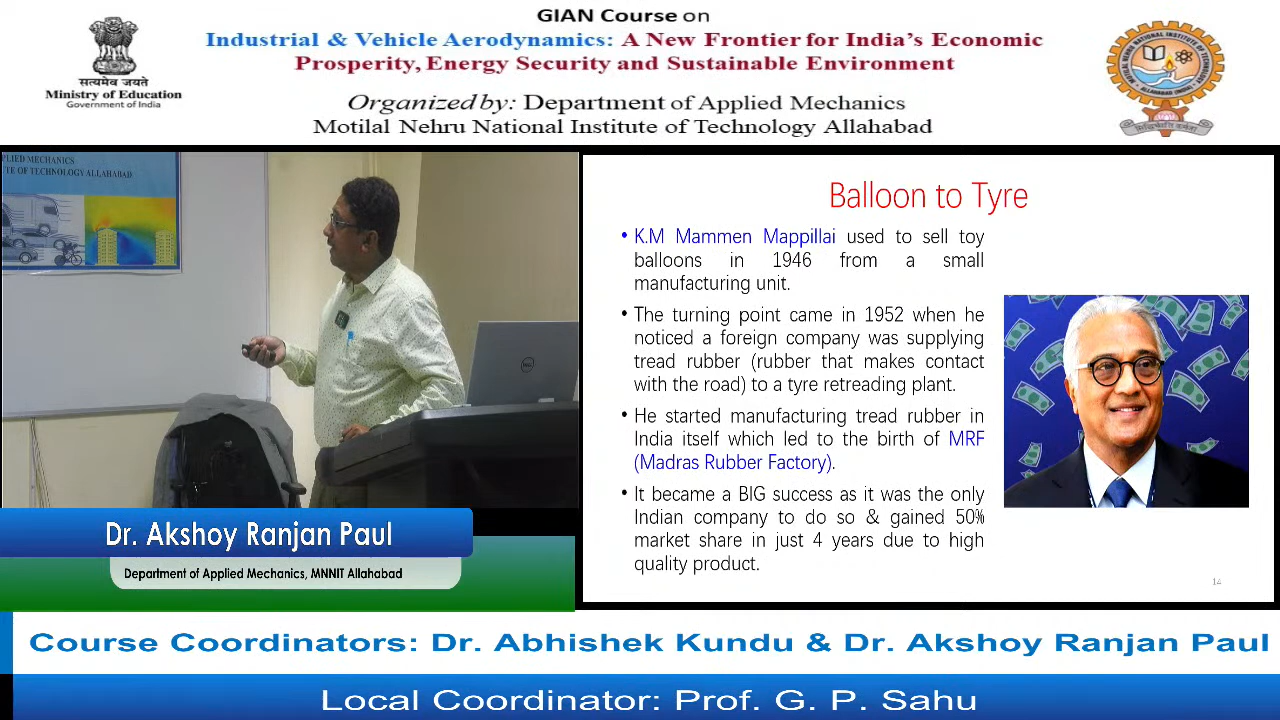 GIAN Course on
Industrial & Vehicle Aerodynamics: A New Frontier for India's Economic
Prosperity, Energy Security and Sustainable Environment
Organized by: Department of Applied Mechanics
Motilal Nehru National Institute of Technology Allahabad
सत्यमेव जयते
Ministry of Education
Government of India
PLIED MECHANICS
TE OF TECHNOLOGY ALLAHABAD
DELL
Balloon to Tyre
• K.M Mammen Mappillai used to sell toy
balloons in 1946 from a small
manufacturing unit.
• The turning point came in 1952 when he
noticed a foreign company was supplying
tread rubber (rubber that makes contact
with the road) to a tyre retreading plant.
• He started manufacturing tread rubber in
India itself which led to the birth of MRF
(Madras Rubber Factory).
• It became a BIG success as it was the only
Indian company to do so & gained 50%
market share in just 4 years due to high
quality product.
14
Dr. Akshoy Ranjan Paul
Department of Applied Mechanics, MNNIT Allahabad
Course Coordinators: Dr. Abhishek Kundu & Dr. Akshoy Ranjan Paul
Local Coordinator: Prof. G. P. Sahu